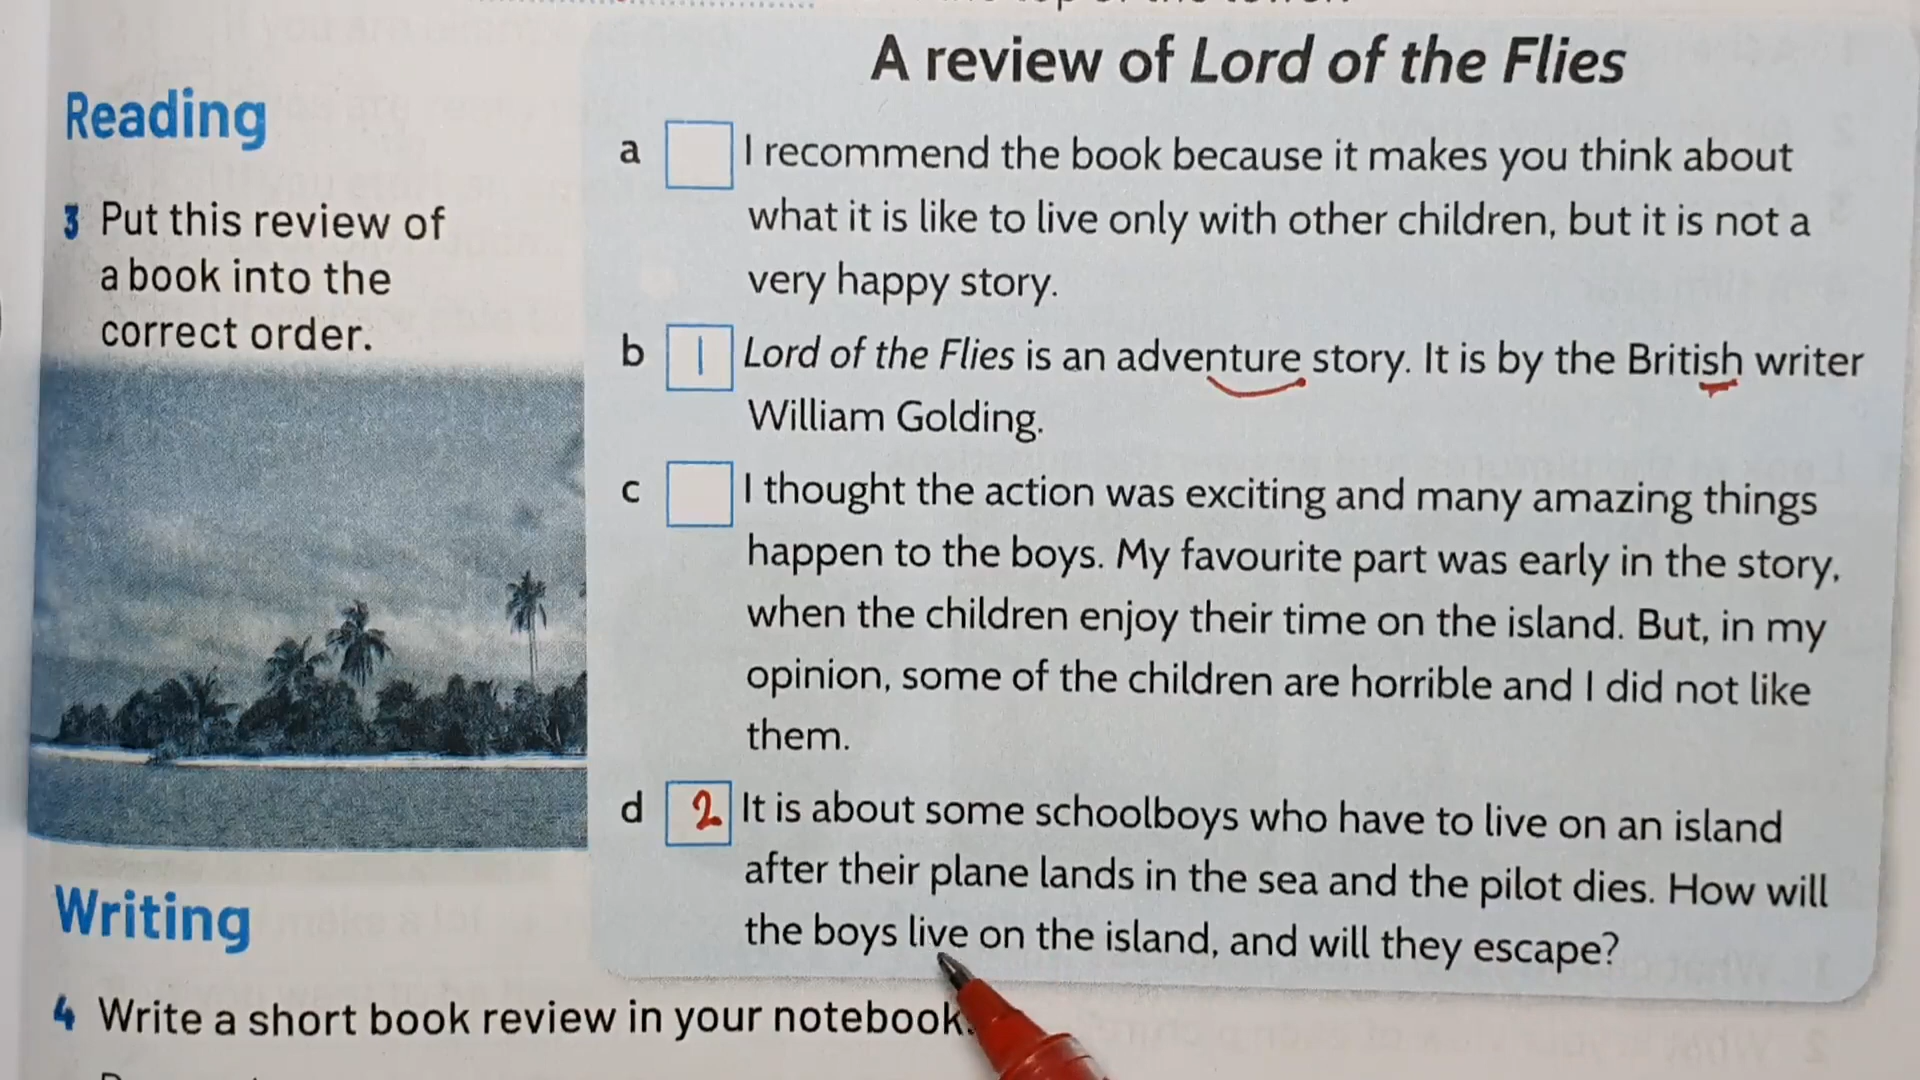 A review of Lord of the Flies
Reading
3 Put this review of
a book into the
correct order.
a I recommend the book because it makes you think about
what it is like to live only with other children, but it is not a
very happy story.
b 1 Lord of the Flies is an adventure story. It is by the British writer
William Golding.
c I thought the action was exciting and many amazing things
happen to the boys. My favourite part was early in the story,
when the children enjoy their time on the island. But, in my
opinion, some of the children are horrible and I did not like
them.
d 2 It is about some schoolboys who have to live on an island
after their plane lands in the sea and the pilot dies. How will
the boys live on the island, and will they escape?
Writing
4 Write a short book review in your notebook.